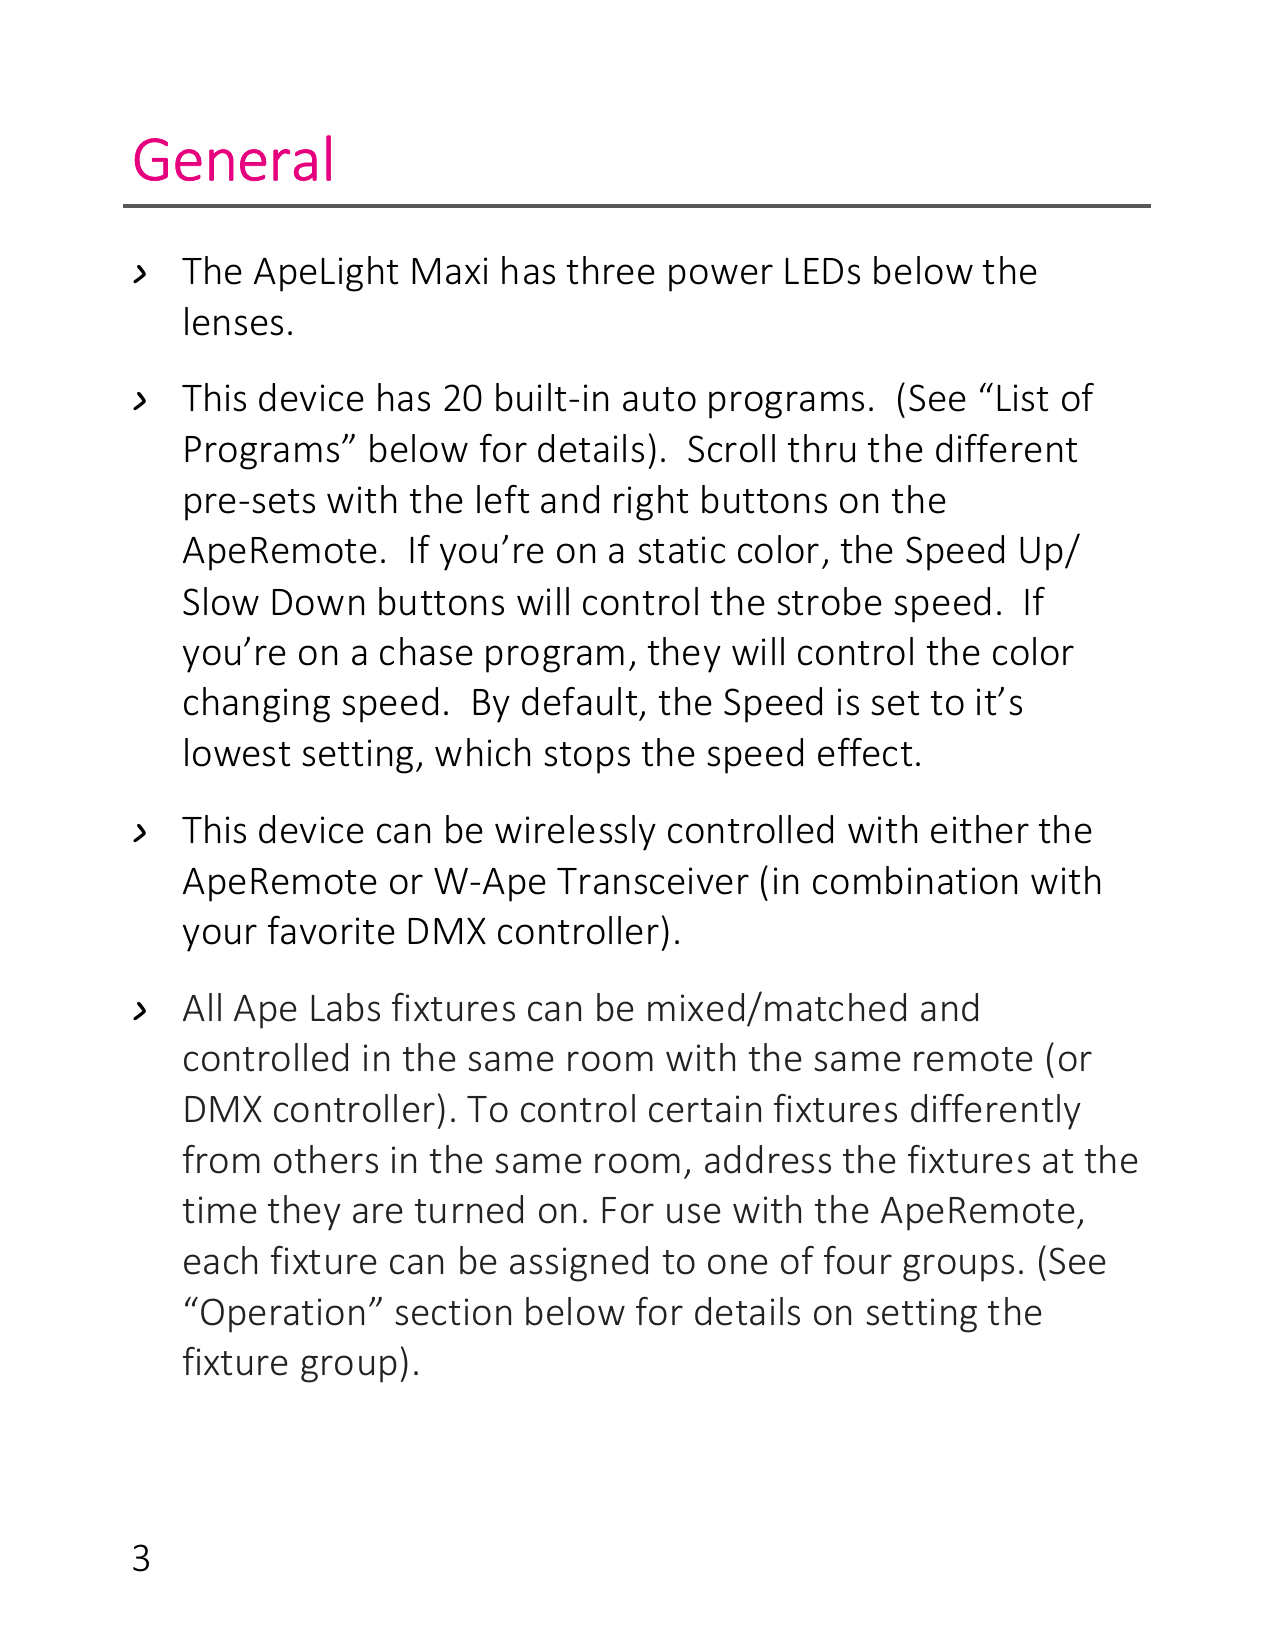 General
› The ApeLight Maxi has three power LEDs below the
lenses.
› This device has 20 built-in auto programs.  (See “List of
Programs” below for details).  Scroll thru the different
pre-sets with the left and right buttons on the
ApeRemote.  If you’re on a static color, the Speed Up/
Slow Down buttons will control the strobe speed.  If
you’re on a chase program, they will control the color
changing speed.  By default, the Speed is set to it’s
lowest setting, which stops the speed effect.
› This device can be wirelessly controlled with either the
ApeRemote or W-Ape Transceiver (in combination with
your favorite DMX controller).
› All Ape Labs fixtures can be mixed/matched and
controlled in the same room with the same remote (or
DMX controller). To control certain fixtures differently
from others in the same room, address the fixtures at the
time they are turned on. For use with the ApeRemote,
each fixture can be assigned to one of four groups. (See
“Operation” section below for details on setting the
fixture group).
3